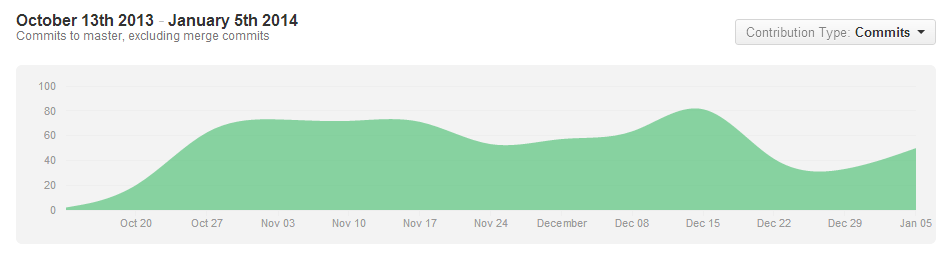 October 13th 2013 - January 5th 2014
Commits to master, excluding merge commits
Contribution Type: Commits
100
80
60
40
20
0
Oct 20 Oct 27 Nov 03 Nov 10 Nov 17 Nov 24 December Dec 08 Dec 15 Dec 22 Dec 29 Jan 05